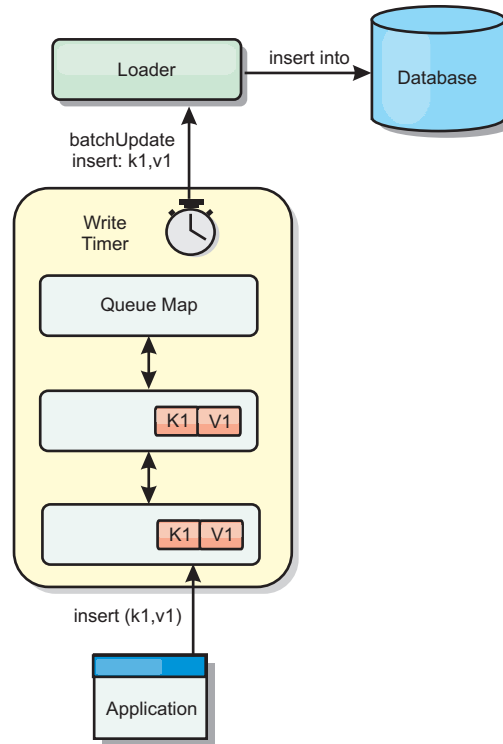 Loader
insert into
Database
batchUpdate
insert: k1,v1
Write
Timer
Queue Map
K1 V1
K1 V1
insert (k1,v1)
Application